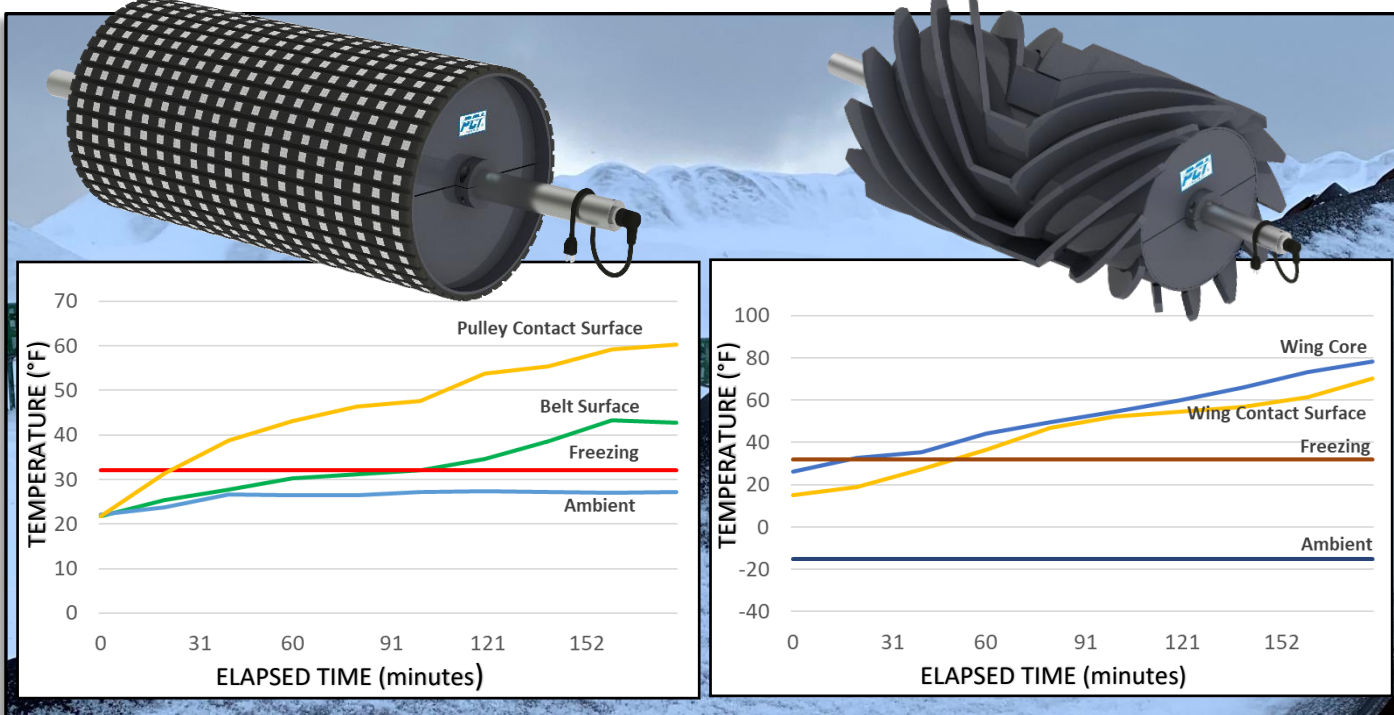 PCI
PCI
70
60
50
40
30
20
10
0
TEMPERATURE (°F)
Pulley Contact Surface
Belt Surface
Freezing
Ambient
0 31 60 91 121 152
ELAPSED TIME (minutes)
100
80
60
40
20
0
-20
-40
TEMPERATURE (°F)
Wing Core
Wing Contact Surface
Freezing
Ambient
0 31 60 91 121 152
ELAPSED TIME (minutes)